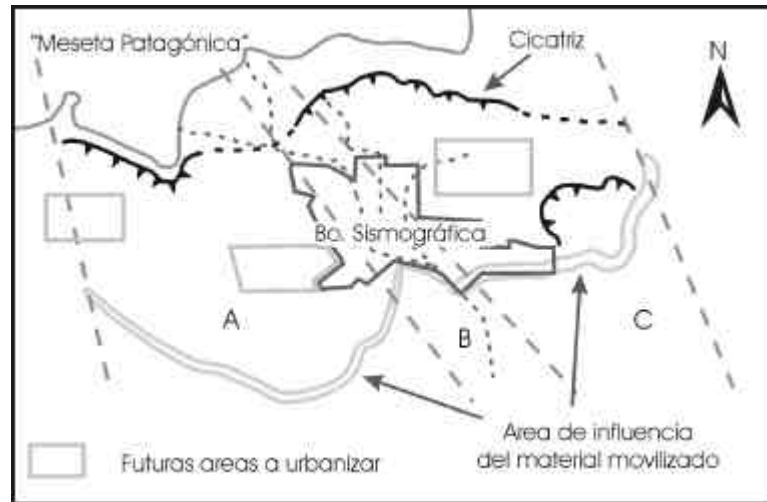 "Meseta Patagónica"
Cicatriz
N
Bo. Sismográfica
A
B
C
Area de influencia
del material movilizado
Futuras areas a urbanizar